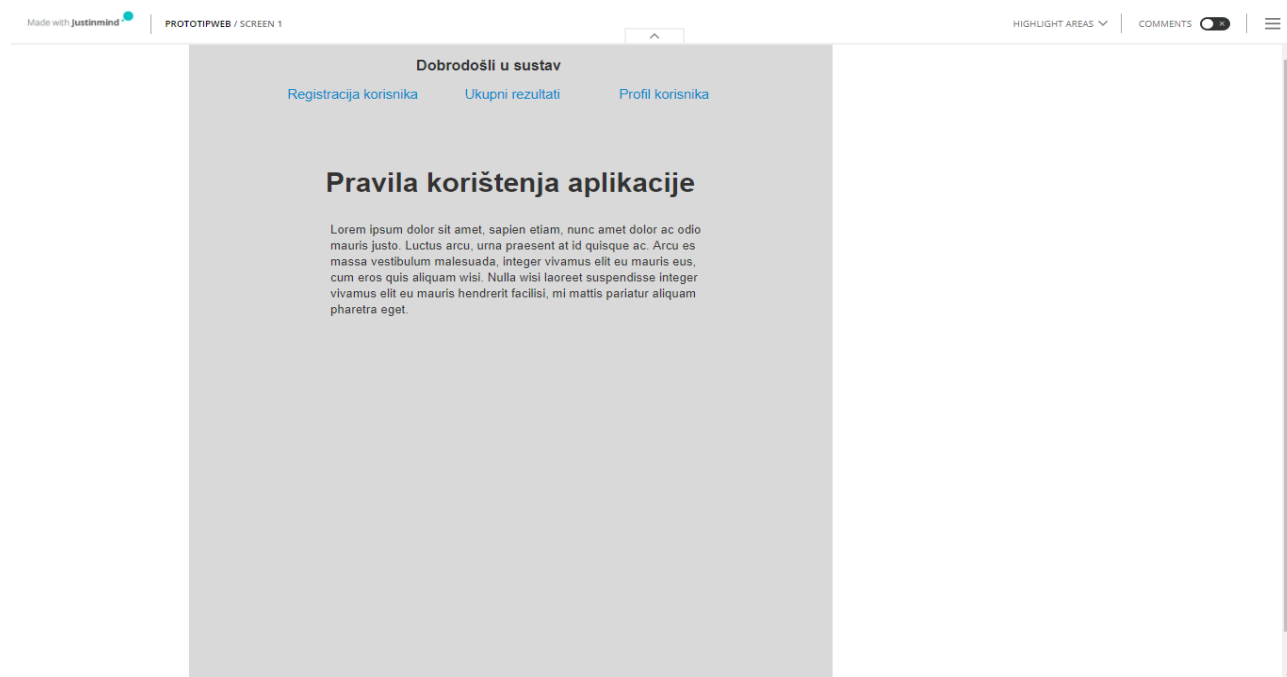 Made with Justinmind
PROTOTIPWEB / SCREEN 1
HIGHLIGHT AREAS
COMMENTS
Dobrodošli u sustav
Registracija korisnika
Ukupni rezultati
Profil korisnika
Pravila korištenja aplikacije
Lorem ipsum dolor sit amet, sapien etiam, nunc amet dolor ac odio
mauris justo. Luctus arcu, urna praesent at id quisque ac. Arcu es
massa vestibulum malesuada, integer vivamus elit eu mauris eus,
cum eros quis aliquam wisi. Nulla wisi laoreet suspendisse integer
vivamus elit eu mauris hendrerit facilisi, mi mattis pariatur aliquam
pharetra eget.